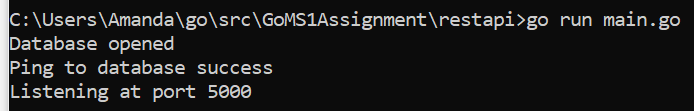 C:\Users\Amanda\go\src\GoMS1Assignment\restapi>go run main.go
Database opened
Ping to database success
Listening at port 5000